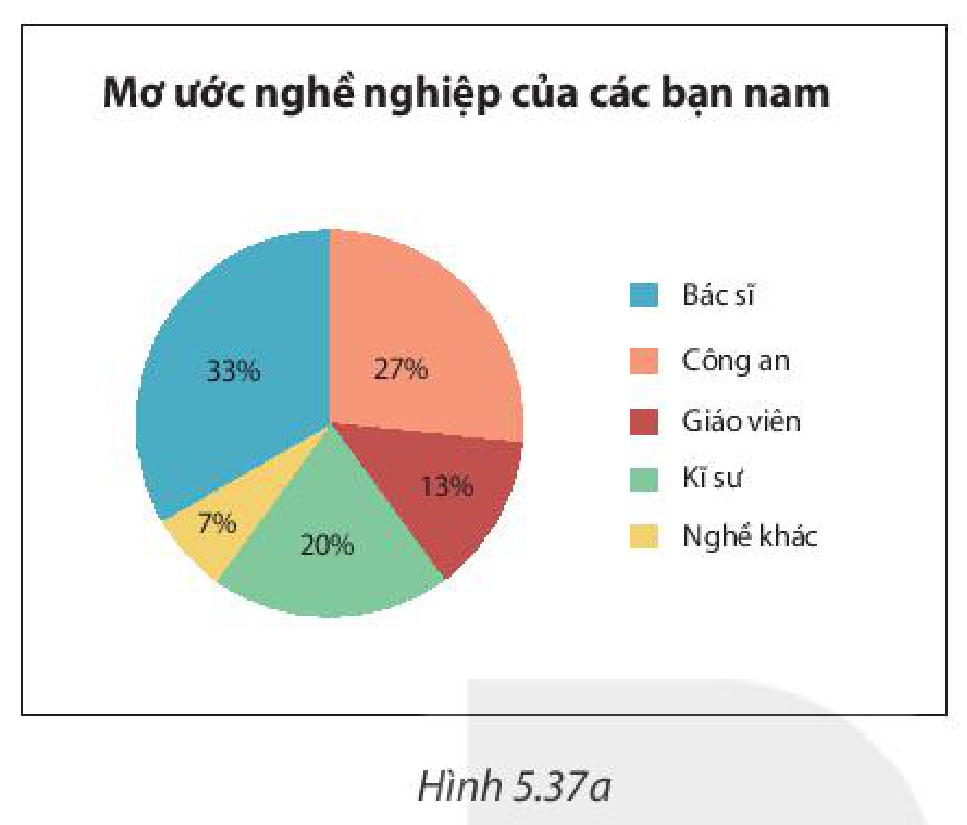 Mơ ước nghề nghiệp của các bạn nam
33%
27%
13%
20%
7%
Bác sĩ
Công an
Giáo viên
Kĩ sư
Nghề khác
Hình 5.37a